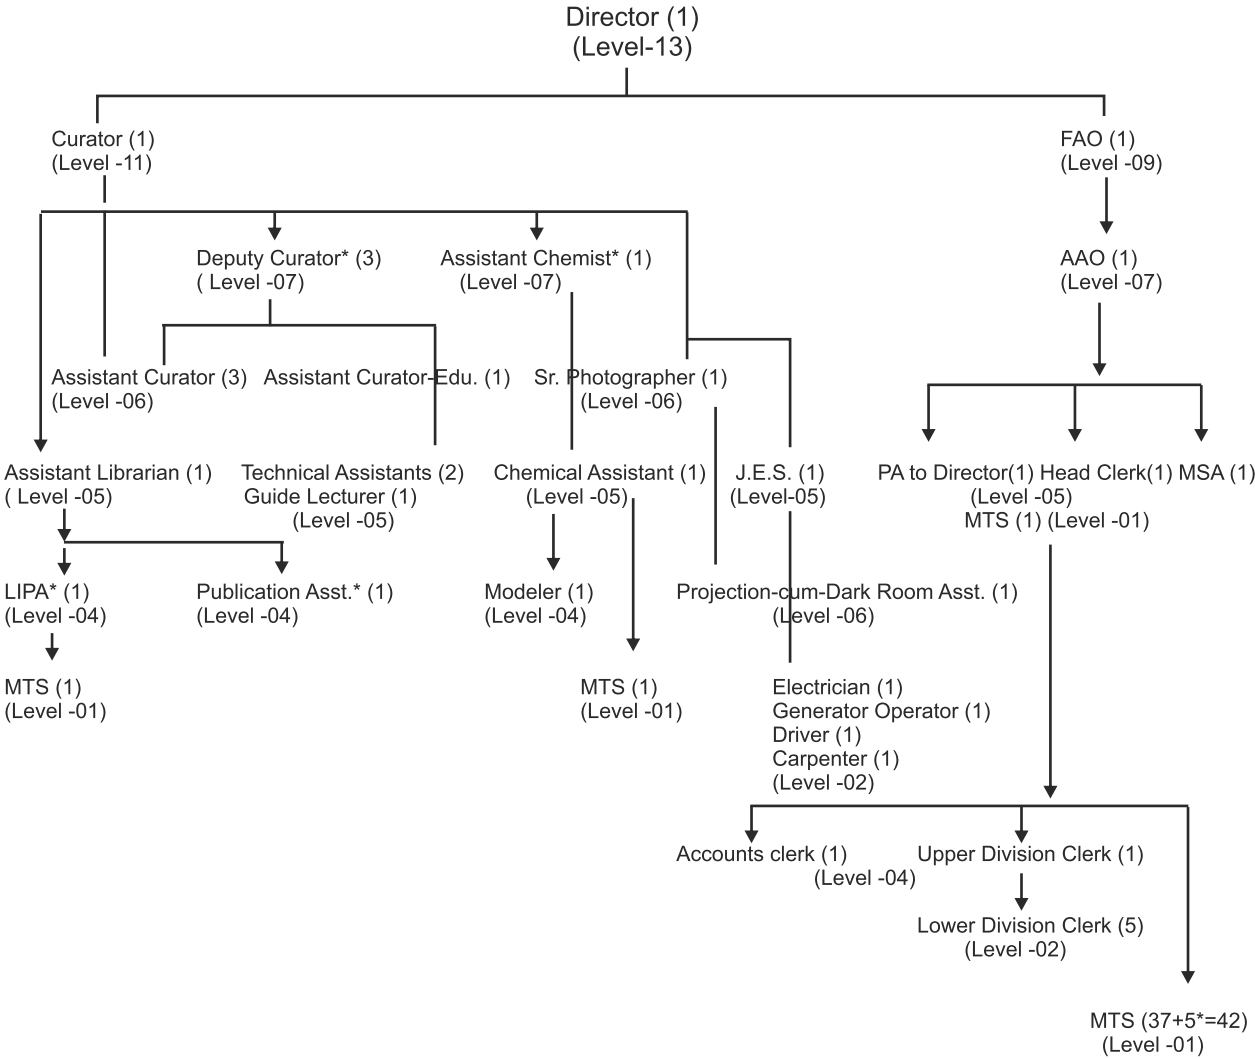 Director (1)
(Level-13)
Curator (1)
(Level -11)
FAO (1)
(Level -09)
Deputy Curator* (3)
( Level -07)
Assistant Chemist* (1)
(Level -07)
AAO (1)
(Level -07)
Assistant Curator (3)
(Level -06)
Assistant Curator-Edu. (1)
Sr. Photographer (1)
(Level -06)
Assistant Librarian (1)
( Level -05)
Technical Assistants (2)
Guide Lecturer (1)
(Level -05)
Chemical Assistant (1)
(Level -05)
J.E.S. (1)
(Level-05)
PA to Director(1) Head Clerk(1) MSA (1)
(Level -05)
MTS (1) (Level -01)
LIPA* (1)
(Level -04)
Publication Asst.* (1)
(Level -04)
Modeler (1)
(Level -04)
Projection-cum-Dark Room Asst. (1)
(Level -06)
MTS (1)
(Level -01)
MTS (1)
(Level -01)
Electrician (1)
Generator Operator (1)
Driver (1)
Carpenter (1)
(Level -02)
Accounts clerk (1)
(Level -04)
Upper Division Clerk (1)
Lower Division Clerk (5)
(Level -02)
MTS (37+5*=42)
(Level -01)